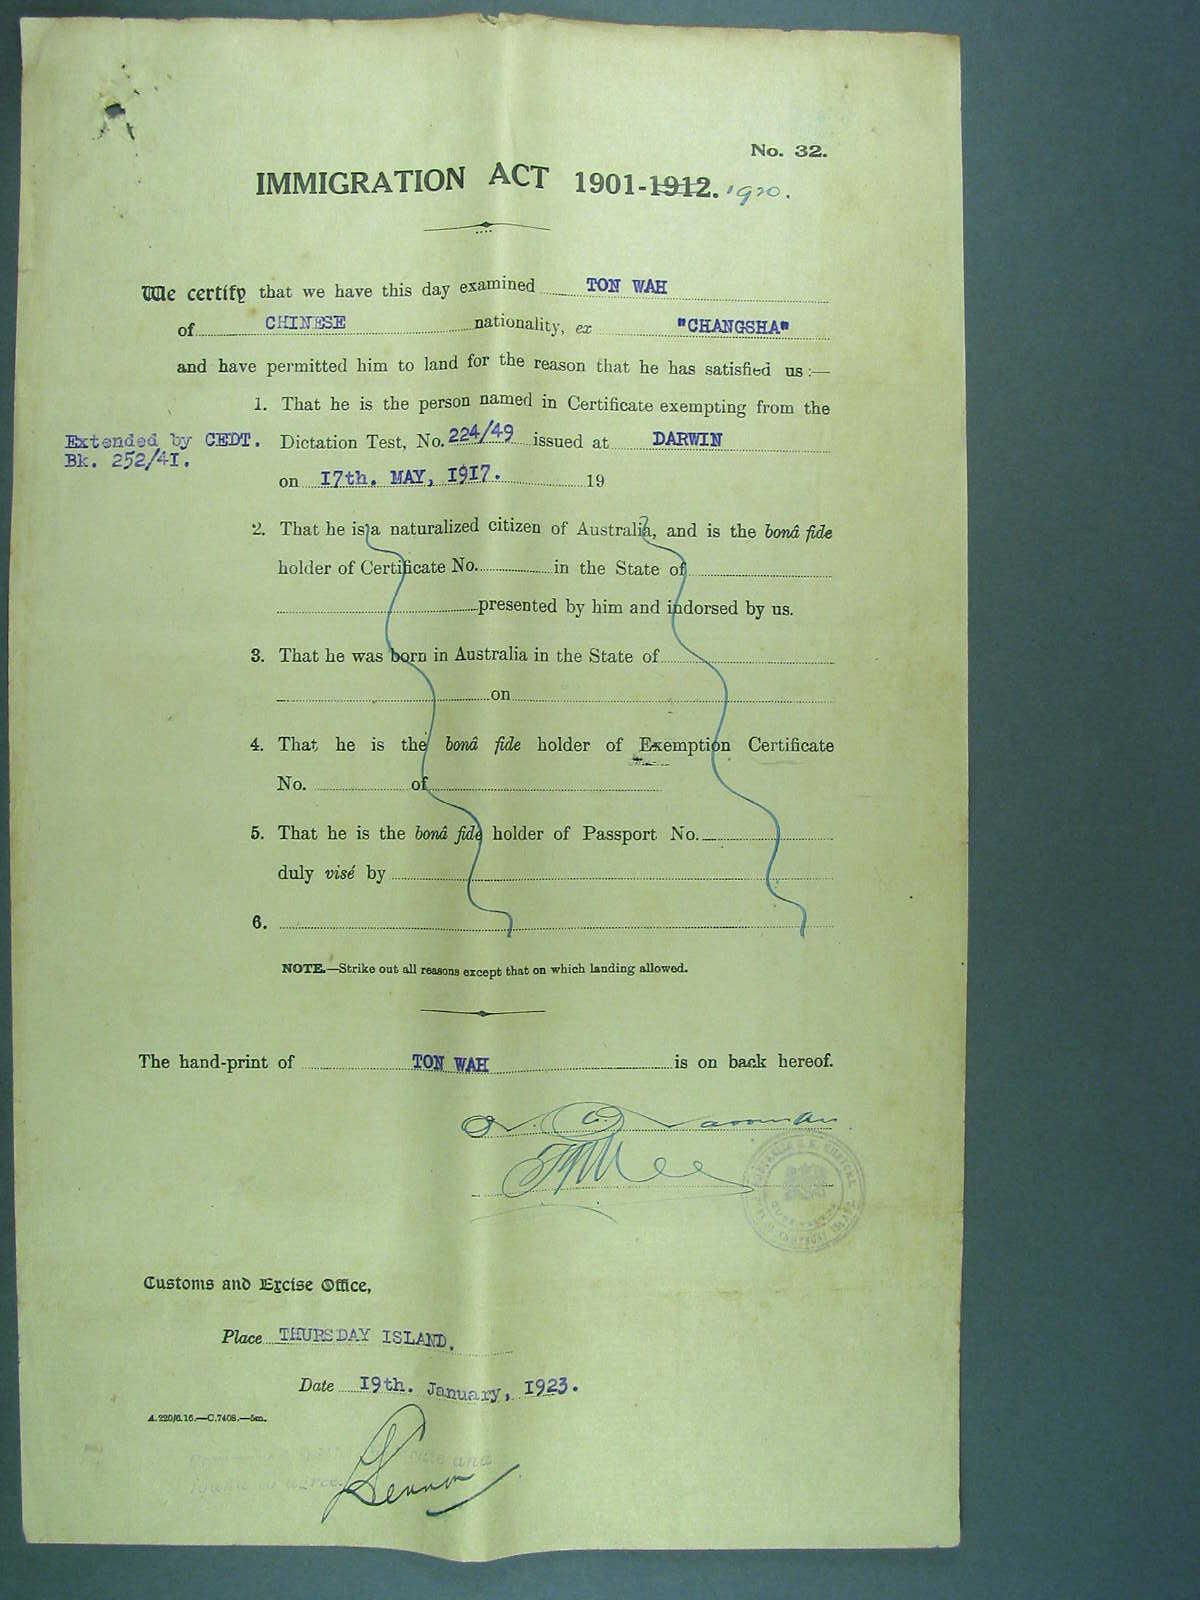 No. 32.
IMMIGRATION ACT 1901-1912. 1920.
We certify that we have this day examined TON WAH
of CHINESE nationality, ex "CHANGSHA"
and have permitted him to land for the reason that he has satisfied us :—
1. That he is the person named in Certificate exempting from the
Extended by CEDT. Dictation Test, No. 224/49 issued at DARWIN
Bk. 252/41.
on 17th. MAY, 1917. 19
2. That he is a naturalized citizen of Australia, and is the bonâ fide
holder of Certificate No. in the State of
presented by him and indorsed by us.
3. That he was born in Australia in the State of
on
4. That he is the bonâ fide holder of Exemption Certificate
No. of
5. That he is the bonâ fide holder of Passport No.
duly visé by
6.
NOTE.—Strike out all reasons except that on which landing allowed.
The hand-print of TON WAH is on back hereof.
Customs and Excise Office,
Place THURSDAY ISLAND.
Date 19th. January, 1923.
A.220/6.16.—C.7408.—5m.